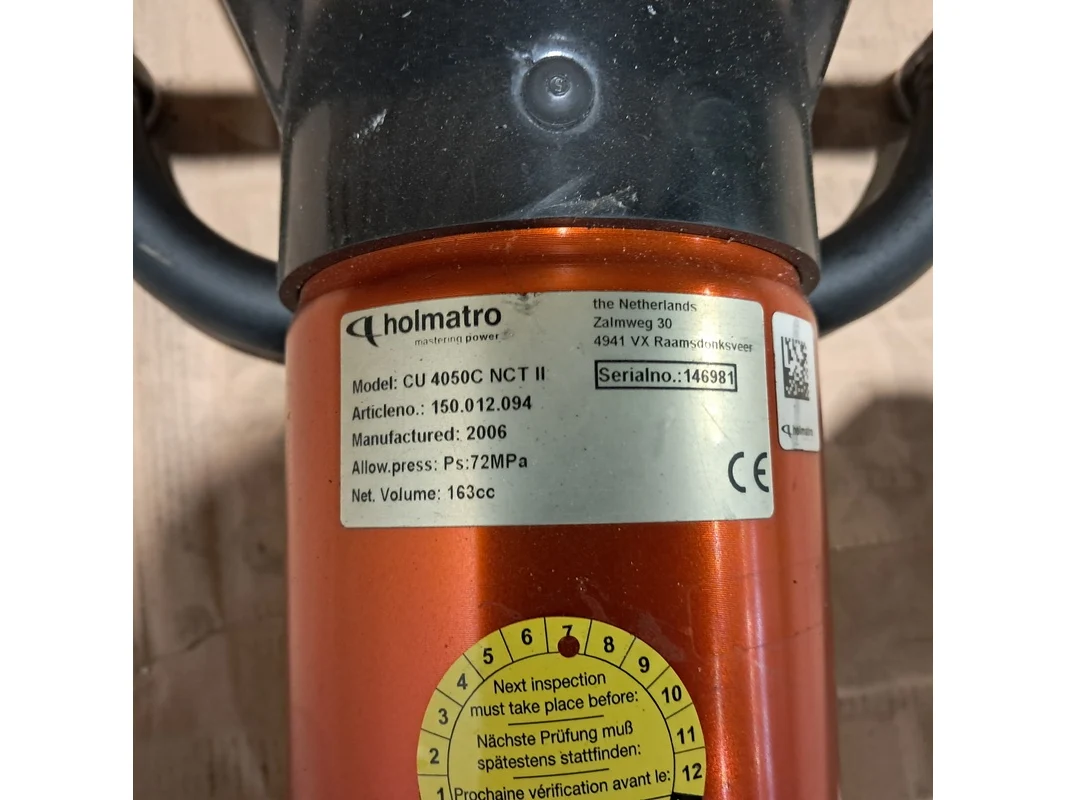 holmatro
mastering power
the Netherlands
Zalmweg 30
4941 VX Raamsdonksveer
Model: CU 4050C NCT II
Serialno.:146981
Articleno.: 150.012.094
Manufactured: 2006
Allow.press: Ps:72MPa
Net. Volume: 163cc
CE
holmatro
1 2 3 4 5 6 7 8 9 10 11 12
Next inspection
must take place before:
Nächste Prüfung muß
spätestens stattfinden:
Prochaine vérification avant le: